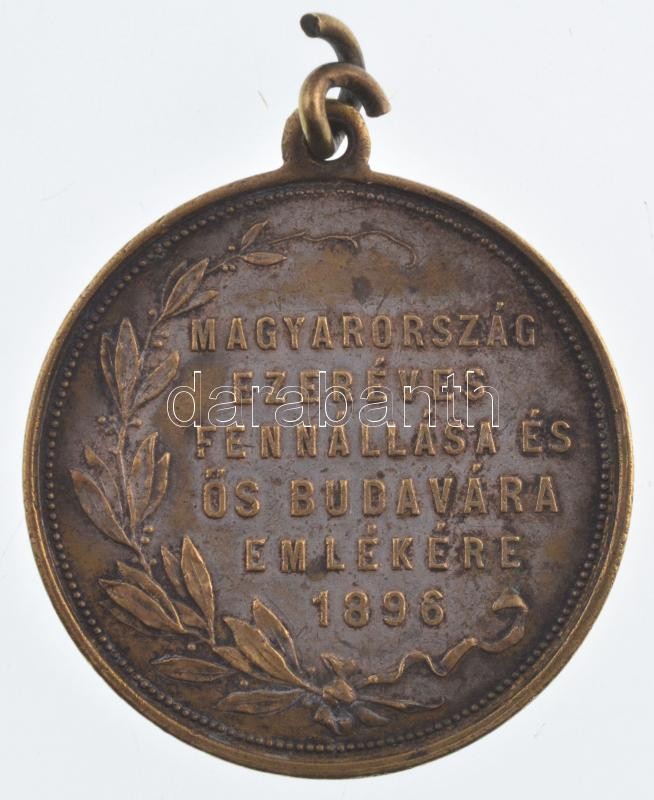 MAGYARORSZÁG
EZERÉVES
darabanth
FENNÁLLÁSA ÉS
ŐS BUDAVÁRA
EMLÉKÉRE
1896